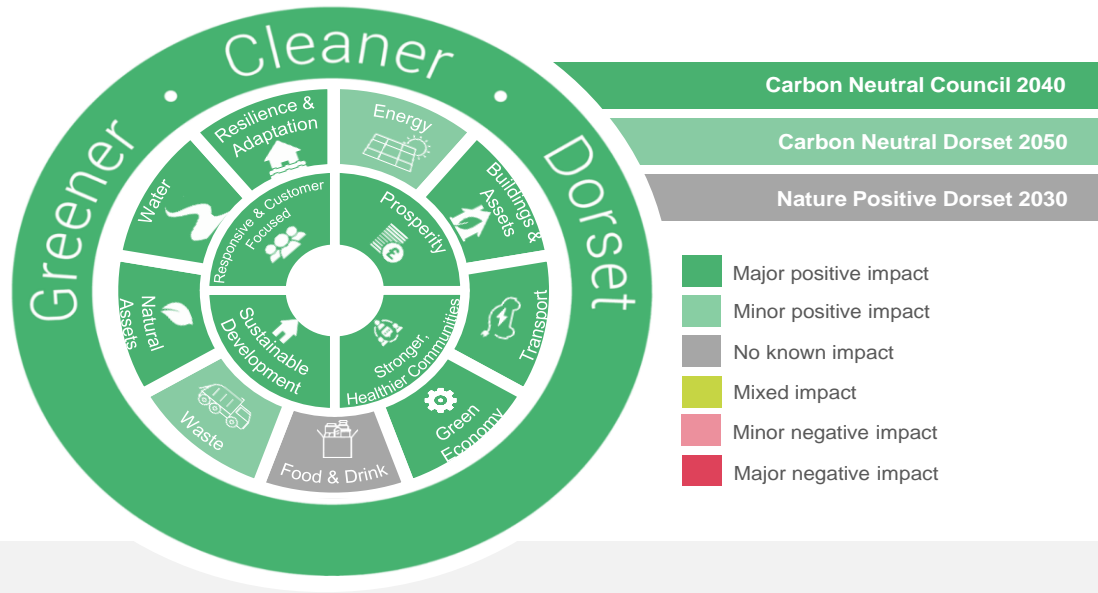 Greener
Cleaner
Dorset
Resilience &
Adaptation
Energy
Buildings &
Assets
Transport
Green
Economy
Food & Drink
Waste
Natural
Assets
Water
Responsive & Customer
Focused
Prosperity
Stronger,
Healthier Communities
Sustainable
Development
Carbon Neutral Council 2040
Carbon Neutral Dorset 2050
Nature Positive Dorset 2030
Major positive impact
Minor positive impact
No known impact
Mixed impact
Minor negative impact
Major negative impact